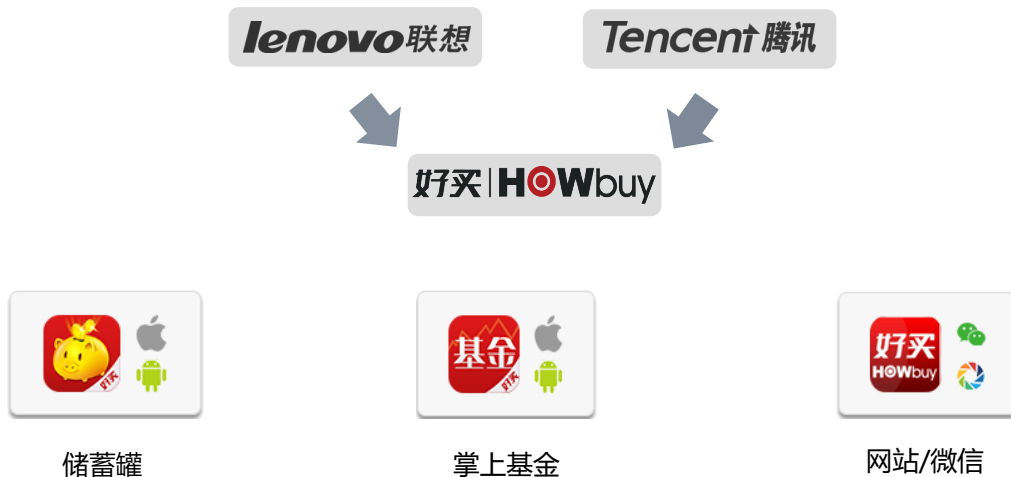 lenovo联想
Tencent腾讯
好买|HOWbuy
好买
基金
好买
好买
HOWbuy
储蓄罐
掌上基金
网站/微信